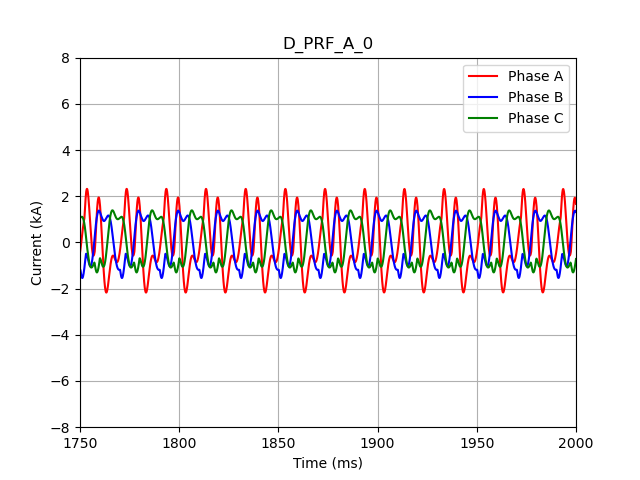 D_PRF_A_0
Phase A
Phase B
Phase C
8
6
4
2
0
−2
−4
−6
−8
Current (kA)
1750
1800
1850
1900
1950
2000
Time (ms)